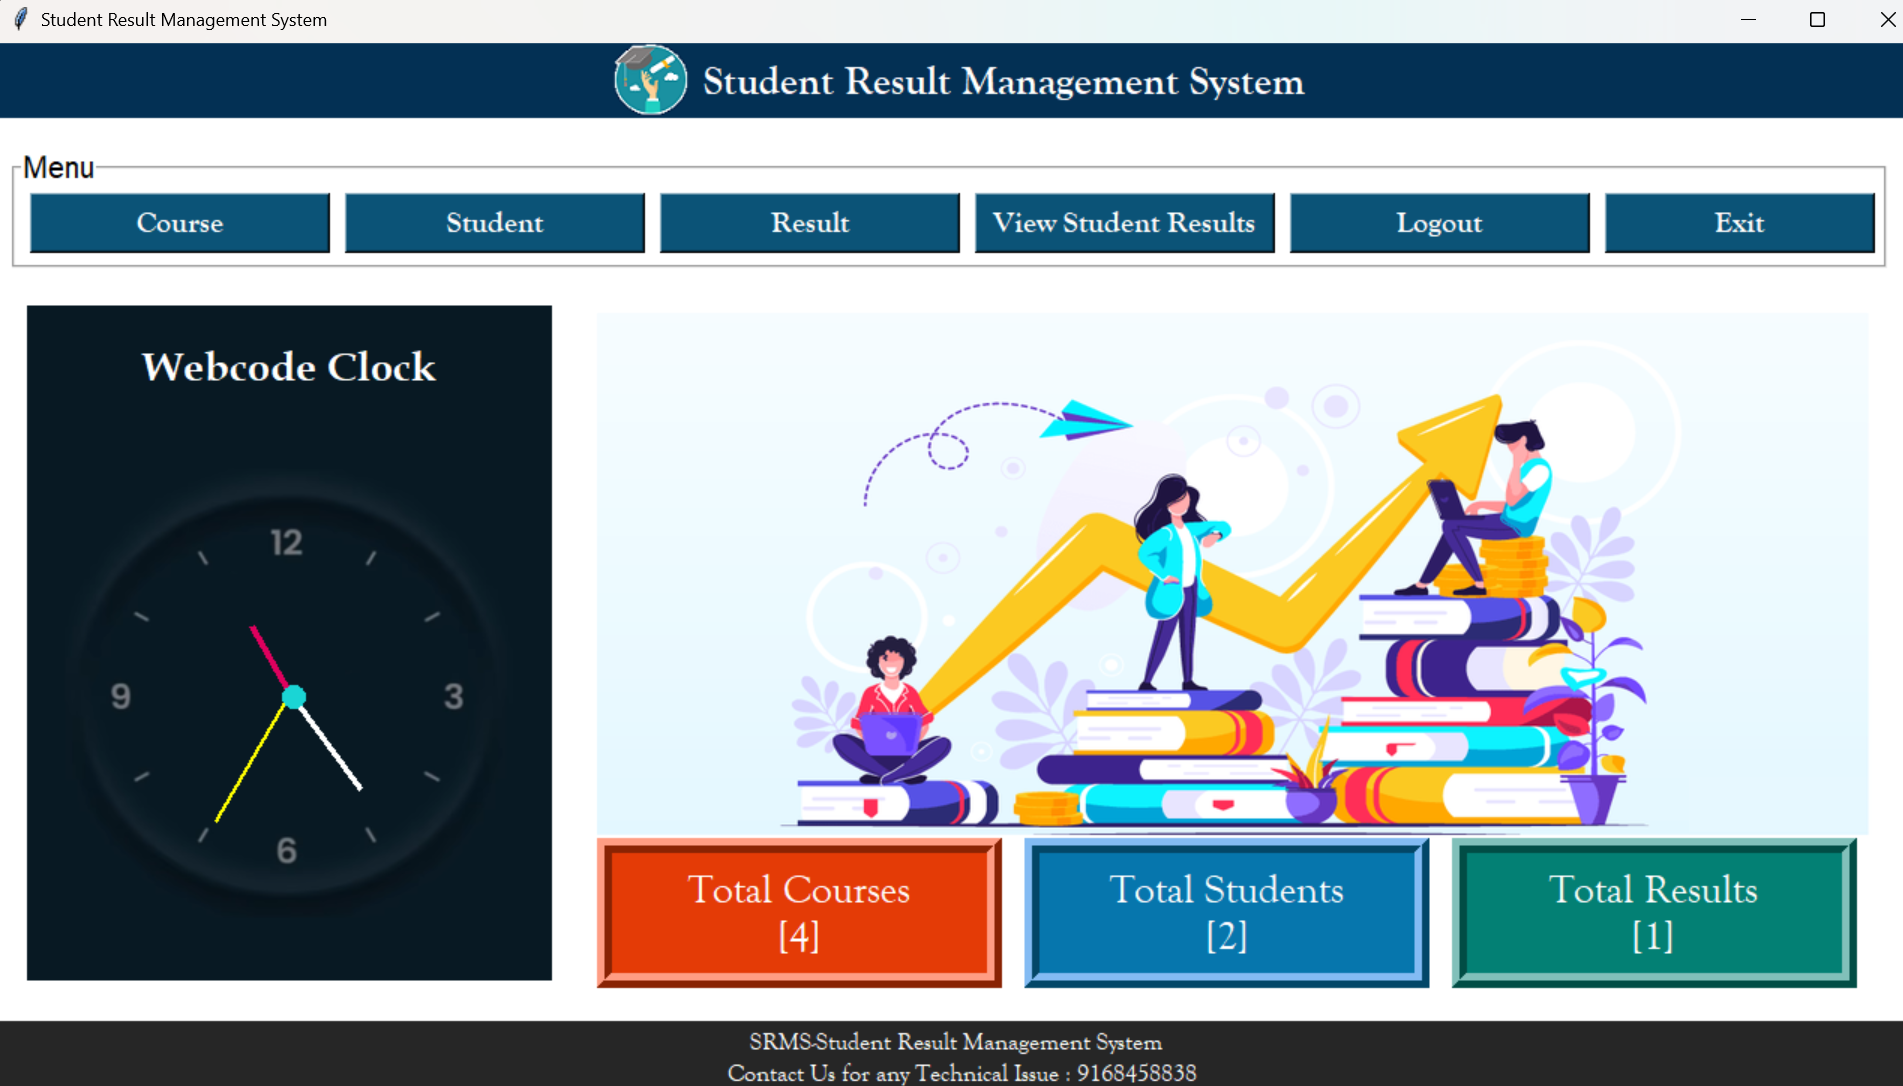 Student Result Management System
Student Result Management System
Menu
Course
Student
Result
View Student Results
Logout
Exit
Webcode Clock
12
9
3
6
Total Courses
[4]
Total Students
[2]
Total Results
[1]
SRMS-Student Result Management System
Contact Us for any Technical Issue : 9168458838